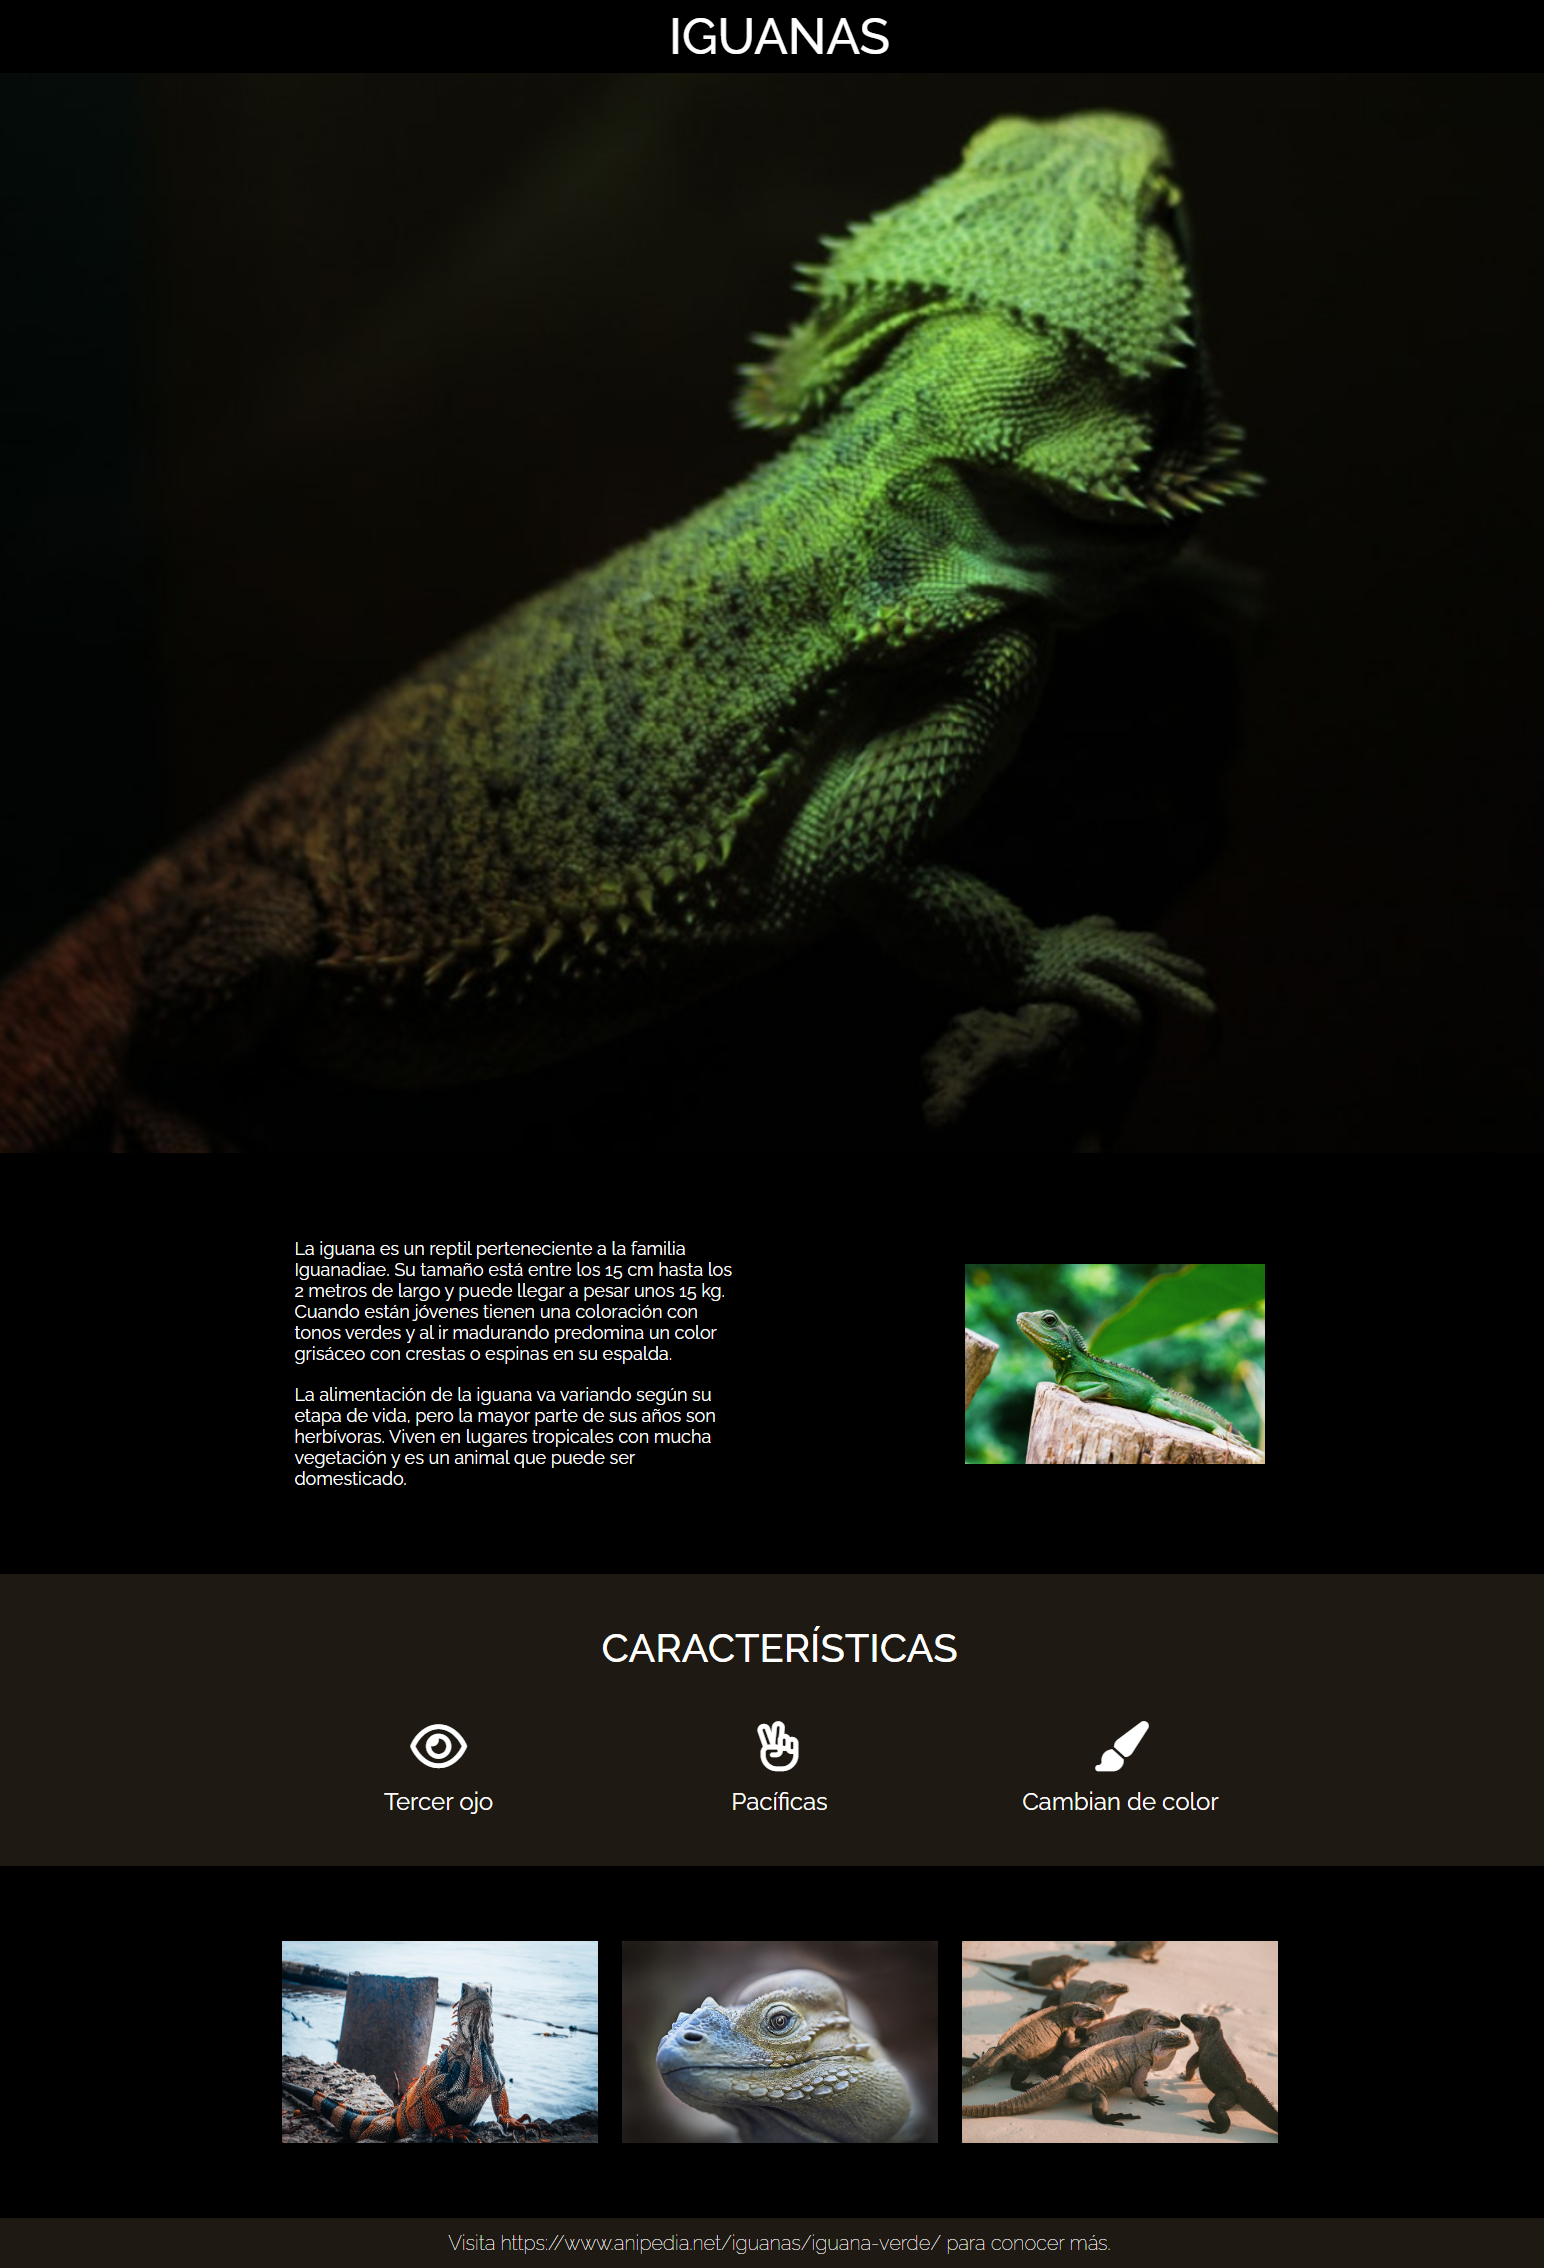 IGUANAS
La iguana es un reptil perteneciente a la familia
Iguanadiae. Su tamaño está entre los 15 cm hasta los
2 metros de largo y puede llegar a pesar unos 15 kg.
Cuando están jóvenes tienen una coloración con
tonos verdes y al ir madurando predomina un color
grisáceo con crestas o espinas en su espalda.
La alimentación de la iguana va variando según su
etapa de vida, pero la mayor parte de sus años son
herbívoras. Viven en lugares tropicales con mucha
vegetación y es un animal que puede ser
domesticado.
CARACTERÍSTICAS
Tercer ojo
Pacíficas
Cambian de color
Visita https://www.anipedia.net/iguanas/iguana-verde/ para conocer más.